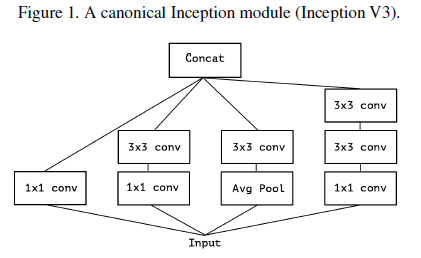 Figure 1. A canonical Inception module (Inception V3).
Concat
3x3 conv
3x3 conv
3x3 conv
3x3 conv
1x1 conv
1x1 conv
Avg Pool
1x1 conv
Input